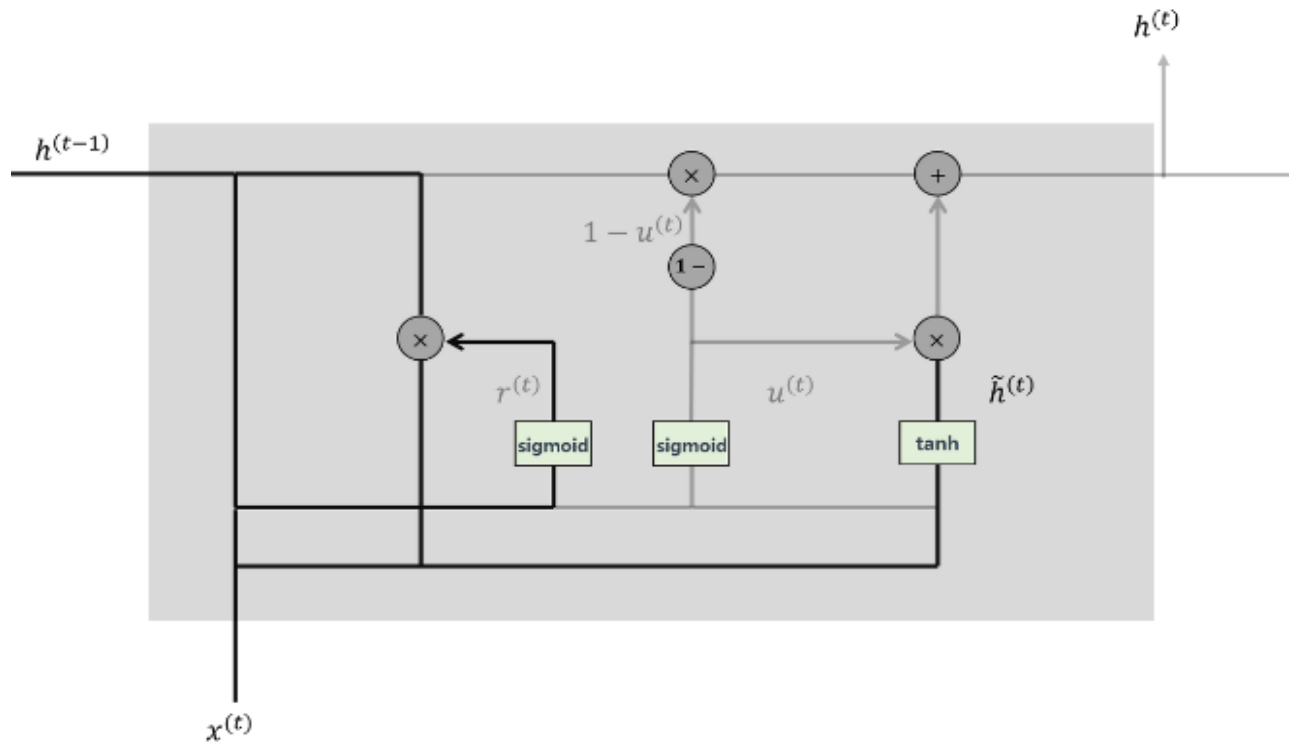 h^(t)
h^(t−1)
×
+
1 − u^(t)
1 −
×
×
r^(t)
u^(t)
h̃^(t)
sigmoid
sigmoid
tanh
x^(t)